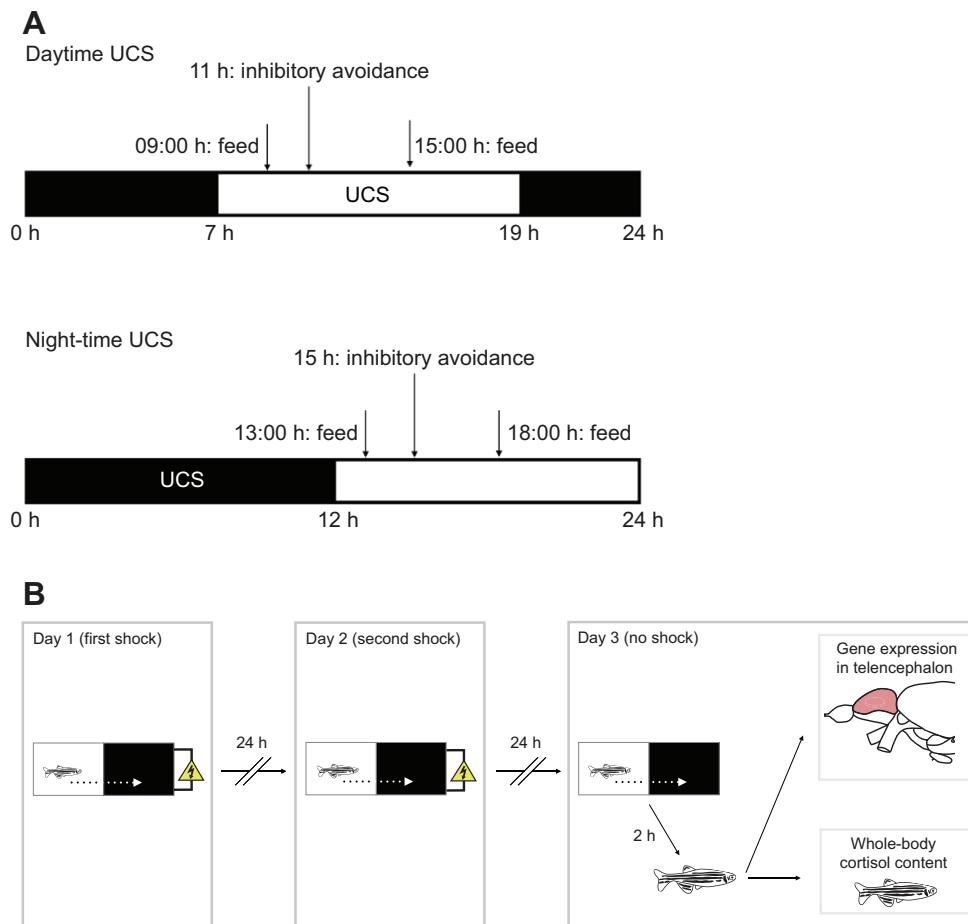 A
Daytime UCS
11 h: inhibitory avoidance
09:00 h: feed
15:00 h: feed
UCS
0 h
7 h
19 h
24 h
Night-time UCS
15 h: inhibitory avoidance
13:00 h: feed
18:00 h: feed
UCS
0 h
12 h
24 h
B
Day 1 (first shock)
24 h
Day 2 (second shock)
24 h
Day 3 (no shock)
2 h
Gene expression
in telencephalon
Whole-body
cortisol content